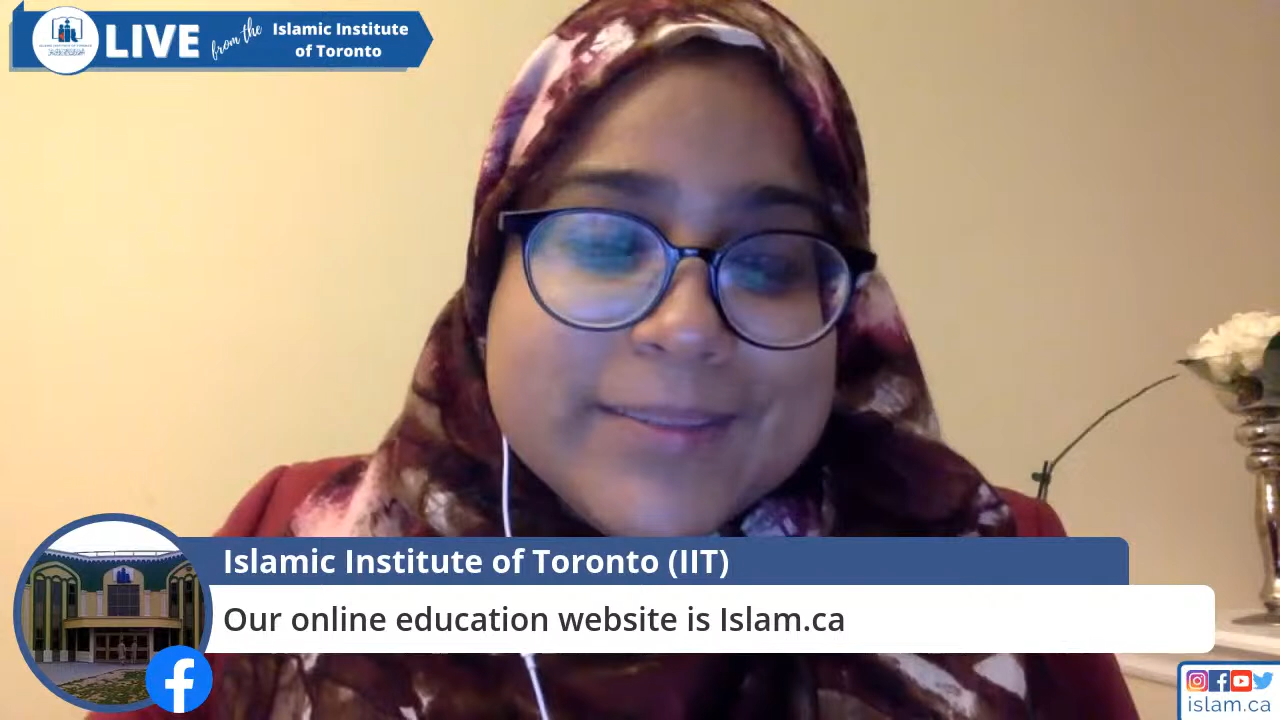 LIVE
from the
Islamic Institute
of Toronto
Islamic Institute of Toronto (IIT)
Our online education website is Islam.ca
islam.ca